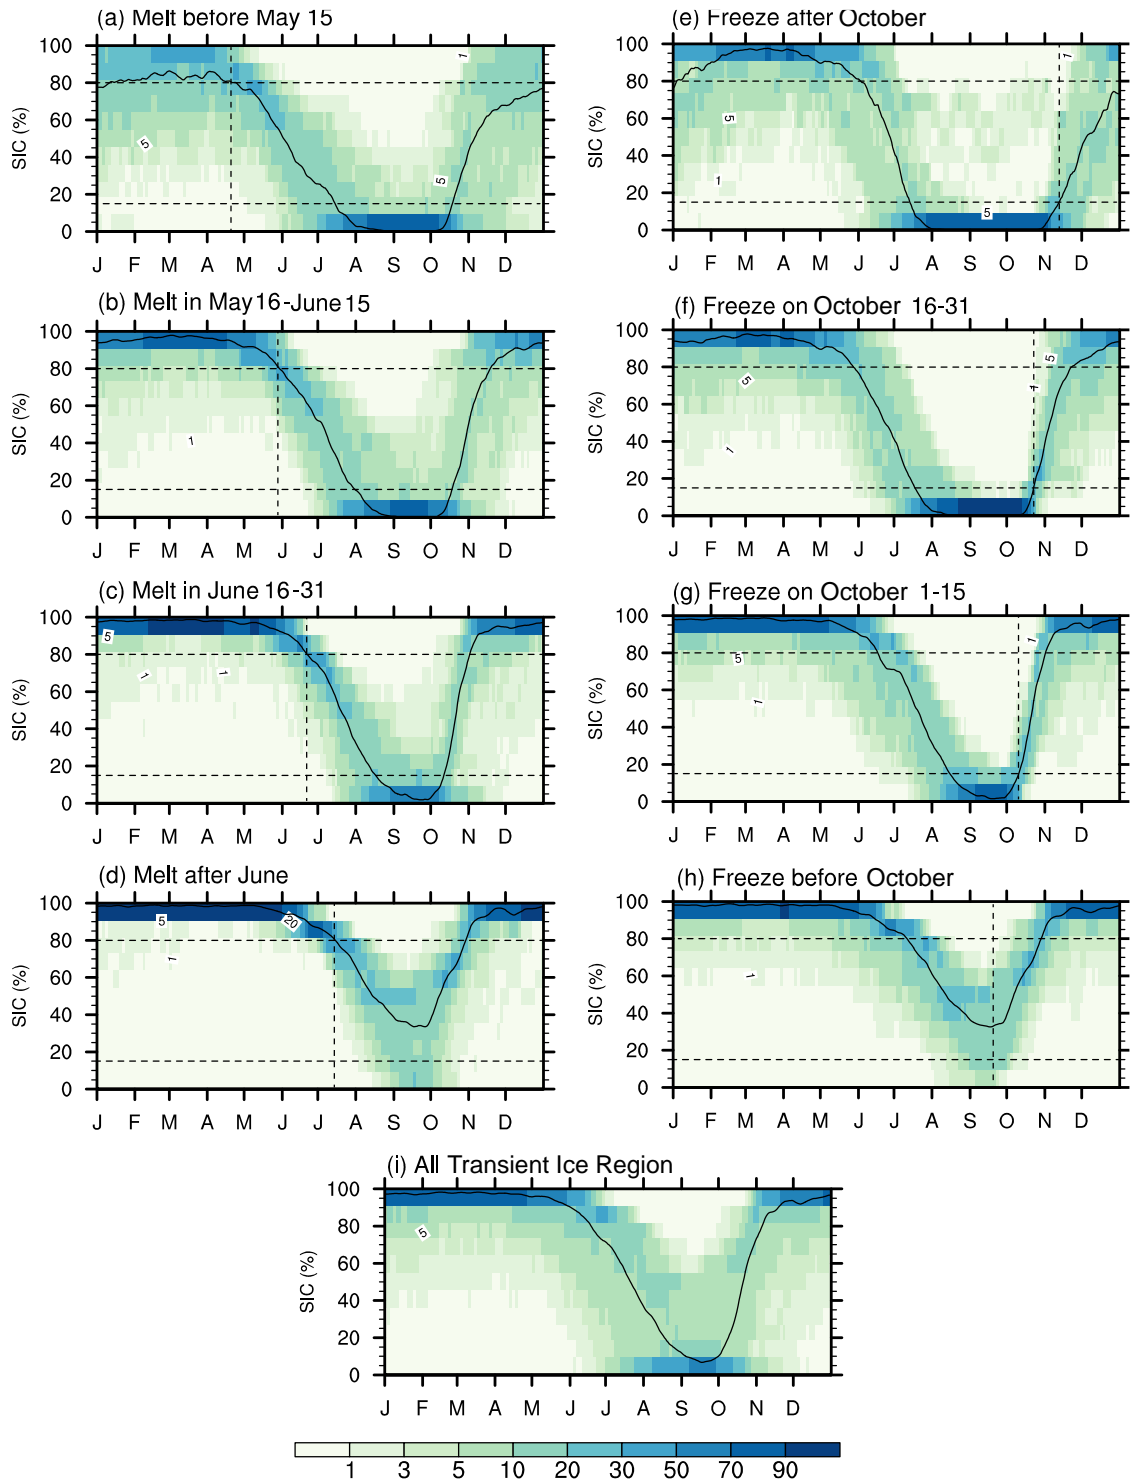 (a) Melt before May 15
100
80
60
40
20
0
SIC (%)
5
5
1
J F M A M J J A S O N D
(e) Freeze after October
100
80
60
40
20
0
SIC (%)
5
1
5
1
J F M A M J J A S O N D
(b) Melt in May 16-June 15
100
80
60
40
20
0
SIC (%)
1
J F M A M J J A S O N D
(f) Freeze on October 16-31
100
80
60
40
20
0
SIC (%)
5
1
1
5
J F M A M J J A S O N D
(c) Melt in June 16-31
100
80
60
40
20
0
SIC (%)
5
1
1
J F M A M J J A S O N D
(g) Freeze on October 1-15
100
80
60
40
20
0
SIC (%)
5
1
1
J F M A M J J A S O N D
(d) Melt after June
100
80
60
40
20
0
SIC (%)
5
20
1
J F M A M J J A S O N D
(h) Freeze before October
100
80
60
40
20
0
SIC (%)
1
J F M A M J J A S O N D
(i) All Transient Ice Region
100
80
60
40
20
0
SIC (%)
5
J F M A M J J A S O N D
1 3 5 10 20 30 50 70 90